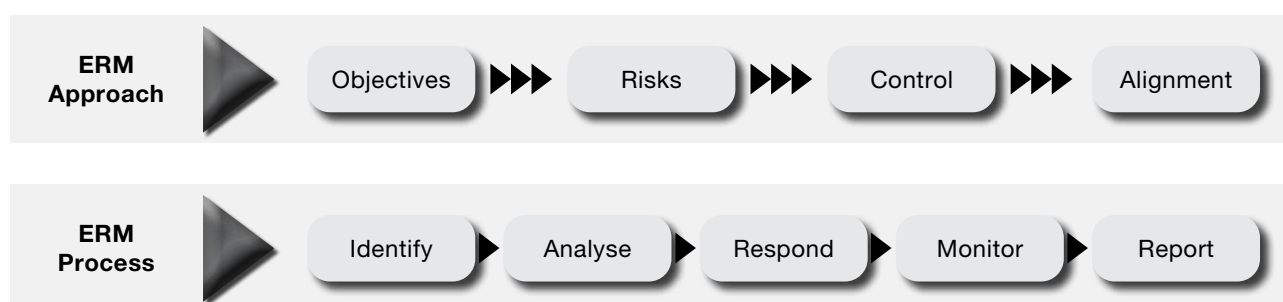 ERM
Approach
Objectives
Risks
Control
Alignment
ERM
Process
Identify
Analyse
Respond
Monitor
Report